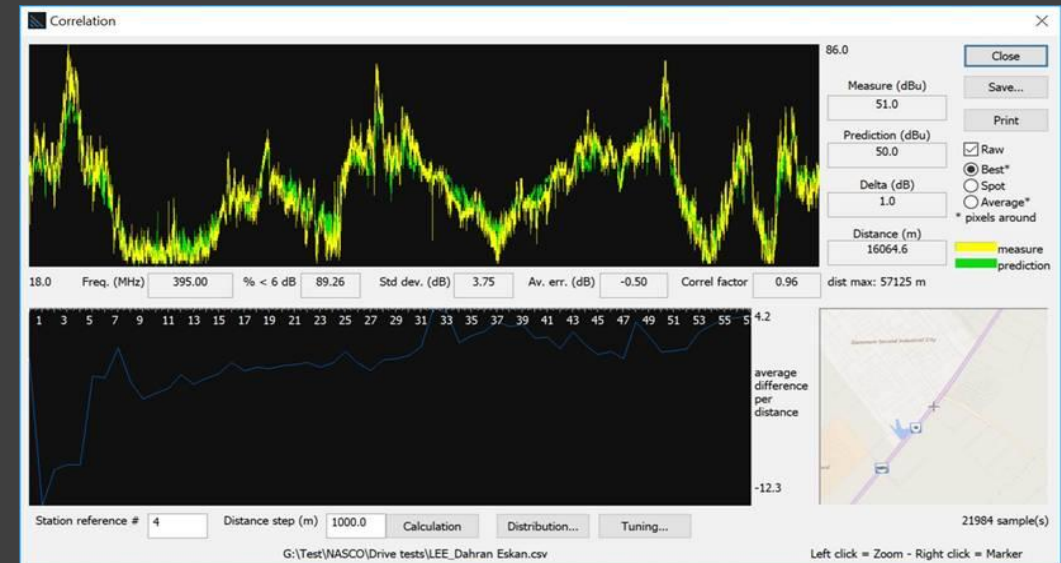 Correlation
86.0
Close
Measure (dBu)
51.0
Save...
Print
Prediction (dBu)
50.0
Raw
Best*
Spot
Average*
* pixels around
Delta (dB)
1.0
Distance (m)
16064.6
measure
prediction
18.0 Freq. (MHz) 395.00 % < 6 dB 89.26 Std dev. (dB) 3.75 Av. err. (dB) -0.50 Correl factor 0.96 dist max: 57125 m
1 3 5 7 9 11 13 15 17 19 21 23 25 27 29 31 33 35 37 39 41 43 45 47 49 51 53 55 5
4.2
average
difference
per
distance
-12.3
Station reference # 4 Distance step (m) 1000.0 Calculation Distribution... Tuning... 21984 sample(s)
G:\Test\NASCO\Drive tests\LEE_Dahran Eskan.csv Left click = Zoom - Right click = Marker